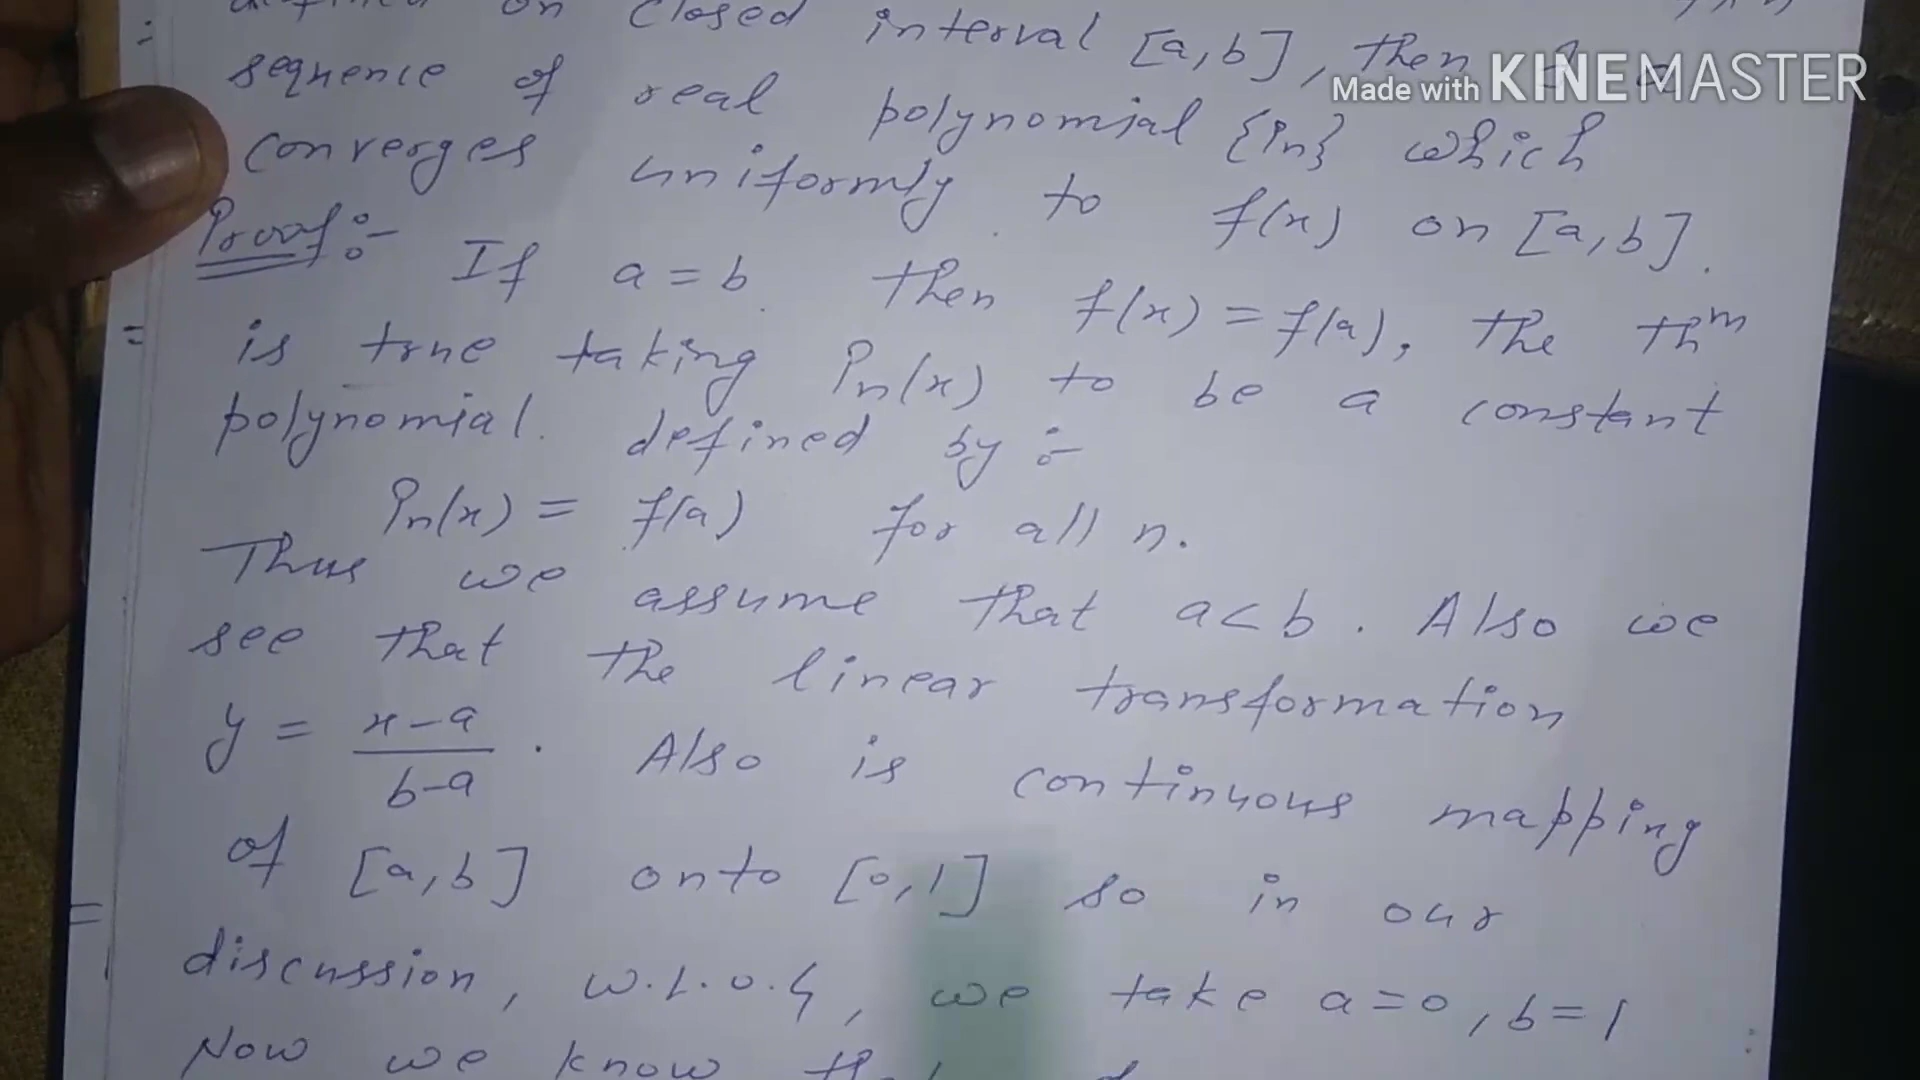 on closed interval [a,b], then
sequence of real polynomial {Pn} which
converges uniformly to f(x) on [a,b].
Proof:- If a = b then f(x) = f(a), the thm
is true taking Pn(x) to be a constant
polynomial. defined by :-
Pn(x) = f(a) for all n.
Thus we assume that a<b. Also we
see that the linear transformation
y = x-a / b-a . Also is continuous mapping
of [a,b] onto [0,1] so in our
discussion, w.l.o.G, we take a=0, b=1
Now we know
Made with KINEMASTER